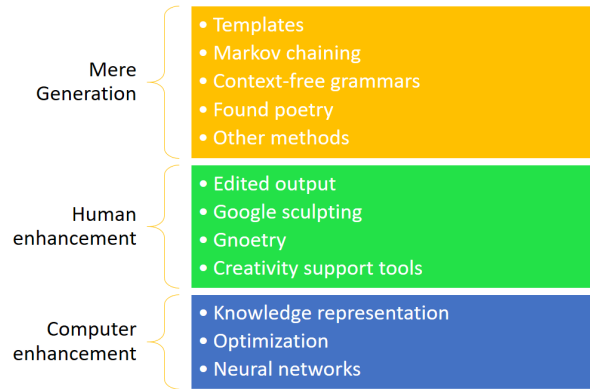 Mere
Generation
• Templates
• Markov chaining
• Context-free grammars
• Found poetry
• Other methods
Human
enhancement
• Edited output
• Google sculpting
• Gnoetry
• Creativity support tools
Computer
enhancement
• Knowledge representation
• Optimization
• Neural networks